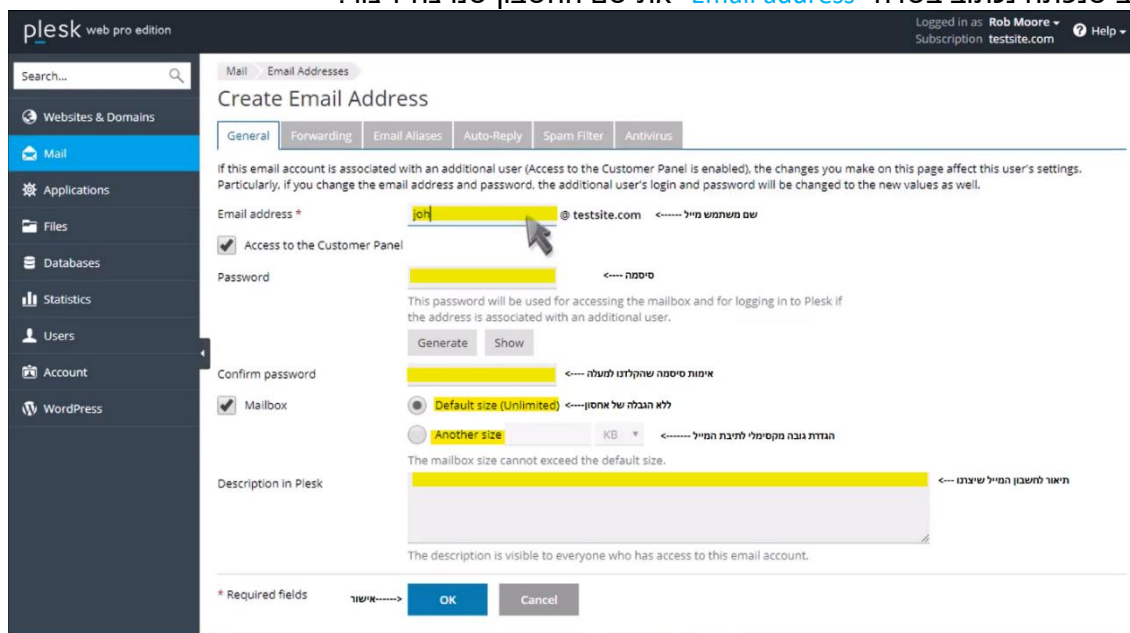 "Email address" את שם החשבון
plesk web pro edition
Logged in as Rob Moore
Subscription testsite.com
Help
Search...
Websites & Domains
Mail
Applications
Files
Databases
Statistics
Users
Account
WordPress
Mail Email Addresses
Create Email Address
General Forwarding Email Aliases Auto-Reply Spam Filter Antivirus
If this email account is associated with an additional user (Access to the Customer Panel is enabled), the changes you make on this page affect this user's settings.
Particularly, if you change the email address and password, the additional user's login and password will be changed to the new values as well.
Email address * joh @ testsite.com <------ שם משתמש מייל
Access to the Customer Panel
Password <---- סיסמה
This password will be used for accessing the mailbox and for logging in to Plesk if
the address is associated with an additional user.
Generate Show
Confirm password <---- אימות סיסמה שהקלדנו למעלה
Mailbox Default size (Unlimited) <----ללא הגבלה של אחסון
Another size KB <------- הגדרת גובה מקסימלי לתיבת המייל
The mailbox size cannot exceed the default size.
Description in Plesk <--- תיאור לחשבון המייל שיצרנו
The description is visible to everyone who has access to this email account.
* Required fields אישור------> OK Cancel